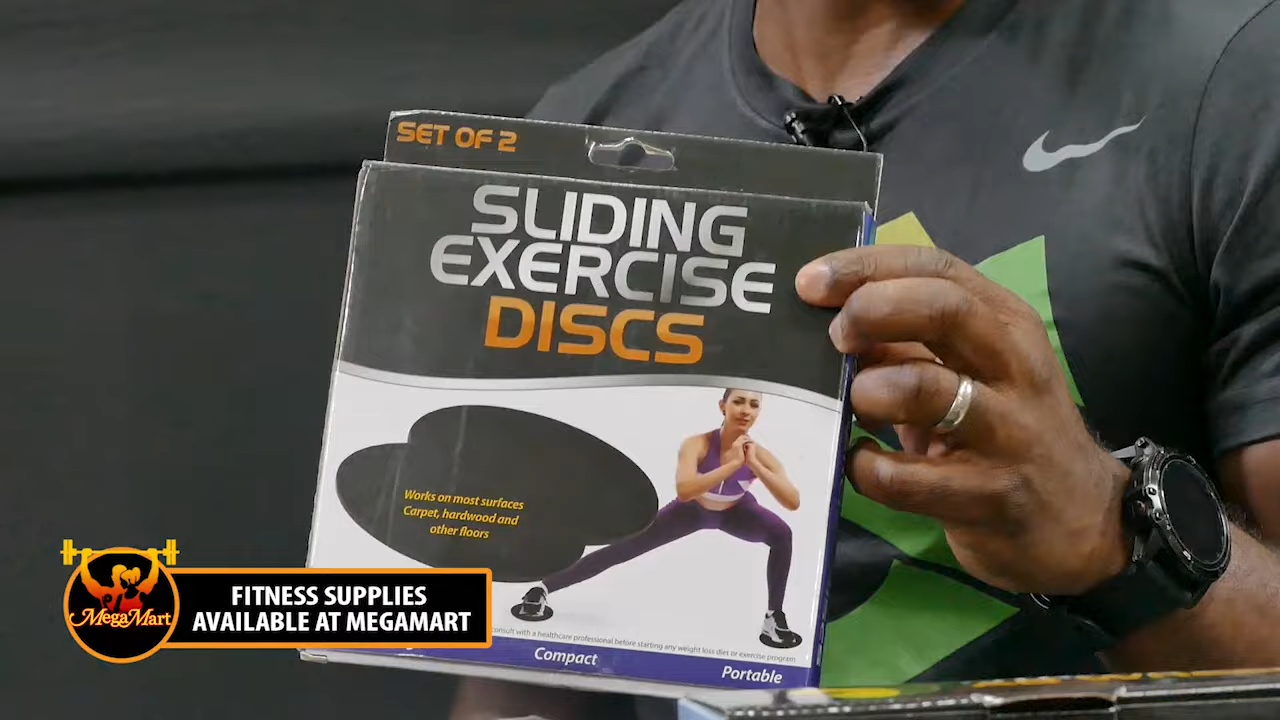 SET OF 2
SLIDING
EXERCISE
DISCS
Works on most surfaces
Carpet, hardwood and
other floors
consult with a healthcare professional before starting any weight loss diet or exercise program
Compact
Portable
MegaMart
FITNESS SUPPLIES
AVAILABLE AT MEGAMART